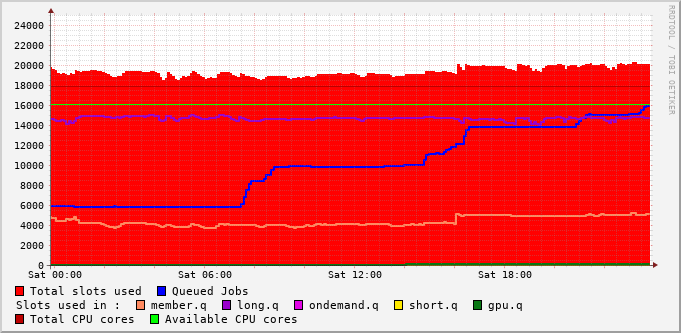 RRDTOOL / TOBI OETIKER
24000
22000
20000
18000
16000
14000
12000
10000
8000
6000
4000
2000
0
Sat 00:00 Sat 06:00 Sat 12:00 Sat 18:00
Total slots used Queued Jobs
Slots used in : member.q long.q ondemand.q short.q gpu.q
Total CPU cores Available CPU cores